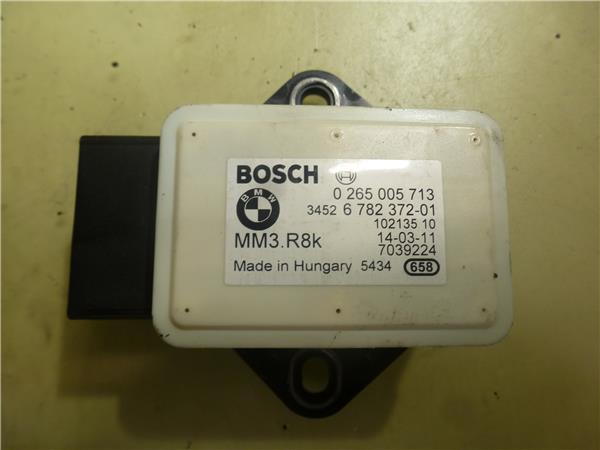 BOSCH
0 265 005 713
BMW
3452 6 782 372-01
102135 10
MM3.R8k 14-03-11
7039224
Made in Hungary 5434 658